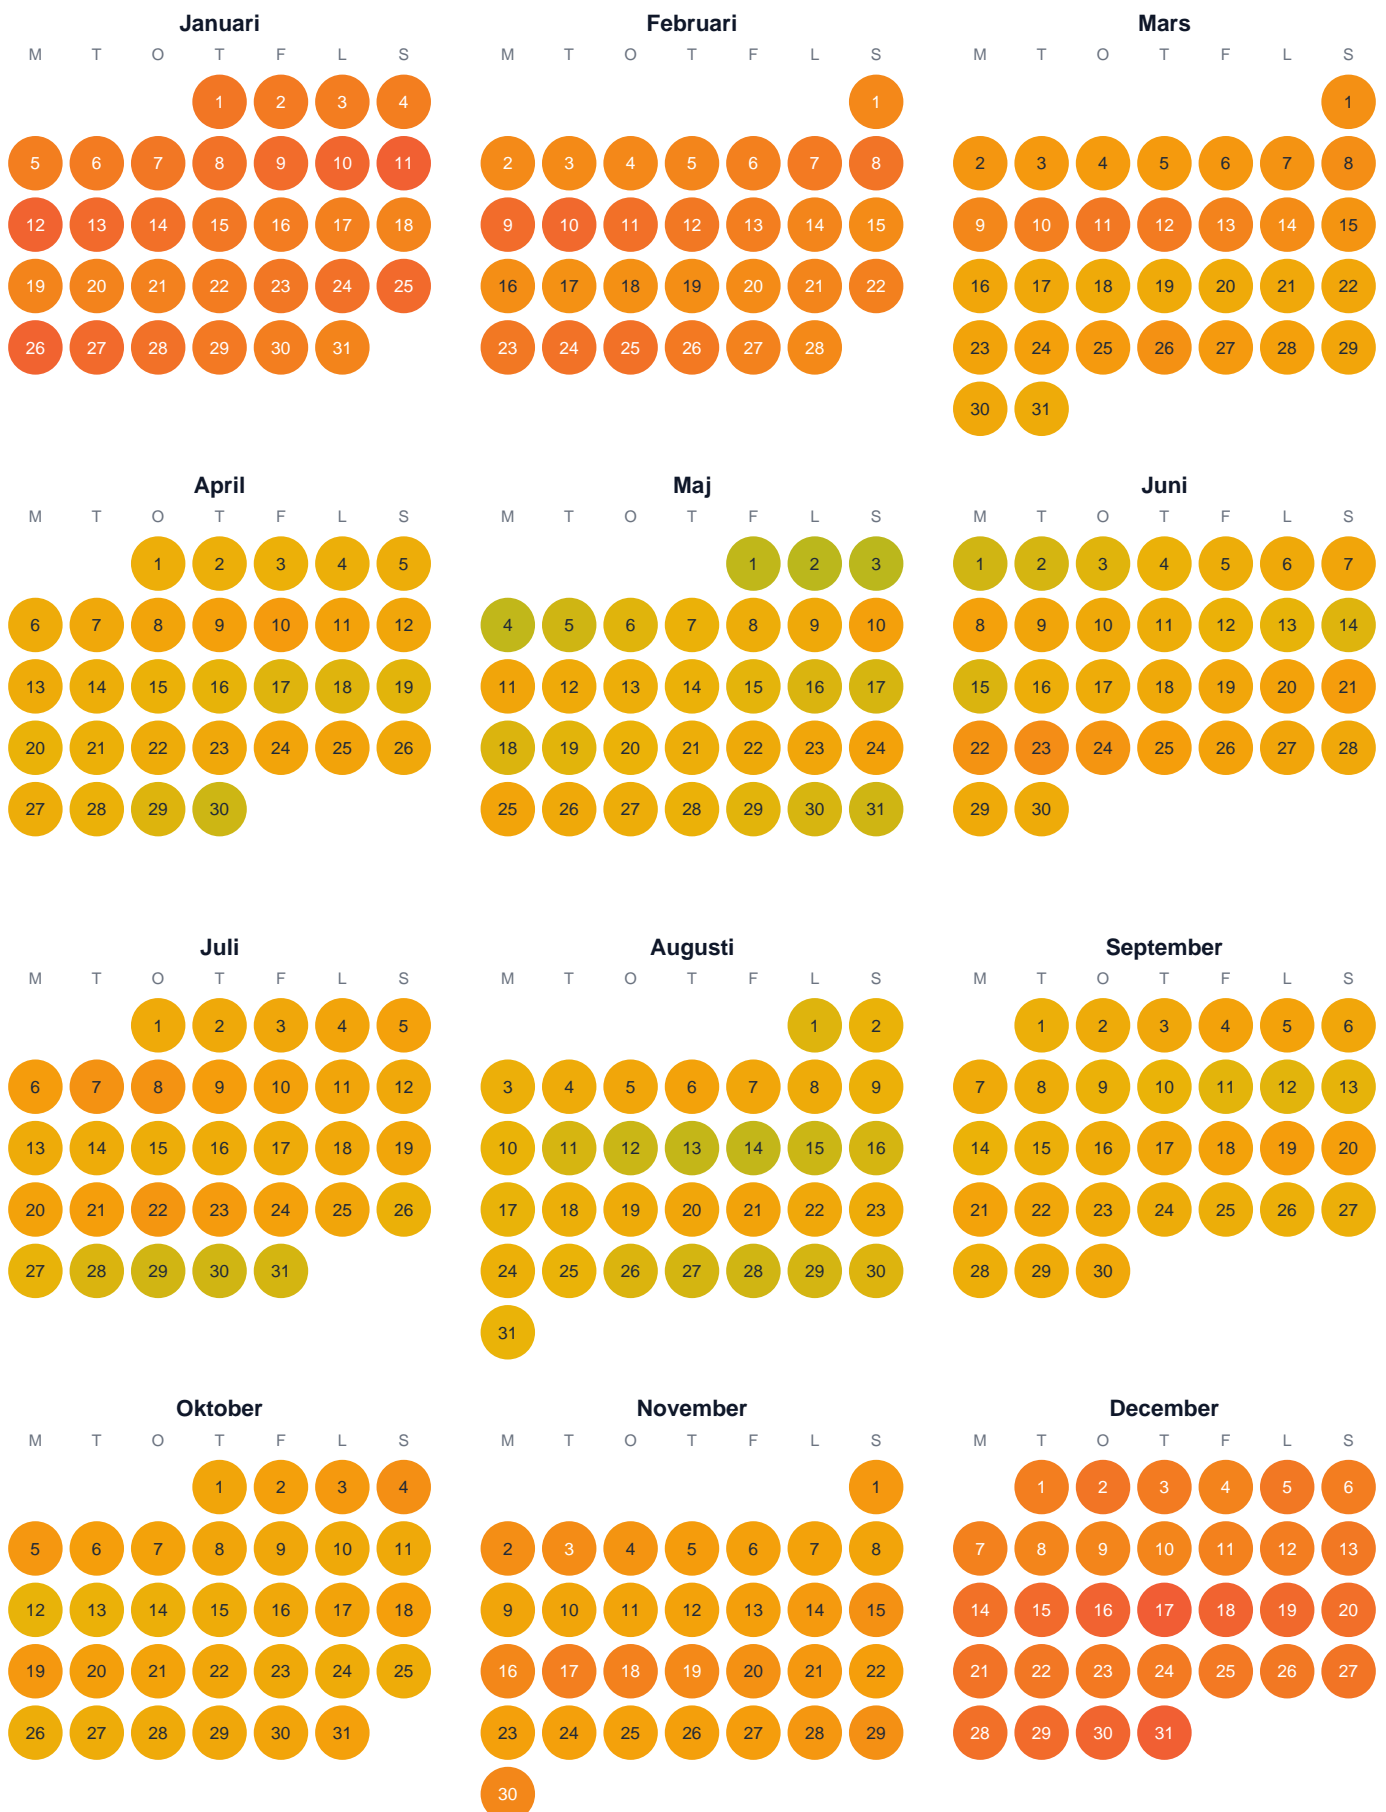 Januari Februari Mars
M T O T F L S M T O T F L S M T O T F L S
1 2 3 4 1 1
5 6 7 8 9 10 11 2 3 4 5 6 7 8 2 3 4 5 6 7 8
12 13 14 15 16 17 18 9 10 11 12 13 14 15 9 10 11 12 13 14 15
19 20 21 22 23 24 25 16 17 18 19 20 21 22 16 17 18 19 20 21 22
26 27 28 29 30 31 23 24 25 26 27 28 23 24 25 26 27 28 29
30 31
April Maj Juni
M T O T F L S M T O T F L S M T O T F L S
1 2 3 4 5 1 2 3 1 2 3 4 5 6 7
6 7 8 9 10 11 12 4 5 6 7 8 9 10 8 9 10 11 12 13 14
13 14 15 16 17 18 19 11 12 13 14 15 16 17 15 16 17 18 19 20 21
20 21 22 23 24 25 26 18 19 20 21 22 23 24 22 23 24 25 26 27 28
27 28 29 30 25 26 27 28 29 30 31 29 30
Juli Augusti September
M T O T F L S M T O T F L S M T O T F L S
1 2 3 4 5 1 2 1 2 3 4 5 6
6 7 8 9 10 11 12 3 4 5 6 7 8 9 7 8 9 10 11 12 13
13 14 15 16 17 18 19 10 11 12 13 14 15 16 14 15 16 17 18 19 20
20 21 22 23 24 25 26 17 18 19 20 21 22 23 21 22 23 24 25 26 27
27 28 29 30 31 24 25 26 27 28 29 30 28 29 30
31
Oktober November December
M T O T F L S M T O T F L S M T O T F L S
1 2 3 4 1 1 2 3 4 5 6
5 6 7 8 9 10 11 2 3 4 5 6 7 8 7 8 9 10 11 12 13
12 13 14 15 16 17 18 9 10 11 12 13 14 15 14 15 16 17 18 19 20
19 20 21 22 23 24 25 16 17 18 19 20 21 22 21 22 23 24 25 26 27
26 27 28 29 30 31 23 24 25 26 27 28 29 28 29 30 31
30